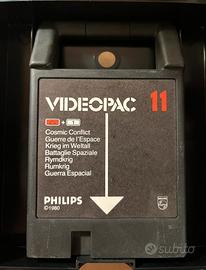 VIDEOPAC 11
+ 1
Cosmic Conflict
Guerre de l'Espace
Krieg im Weltall
Battaglie Spaziale
Rymdkrig
Rumkrig
Guerra Espacial
PHILIPS
©1980
subito